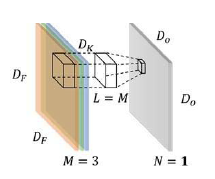 D_o
D_K
D_F
L = M
D_o
D_F
M = 3
N = 1